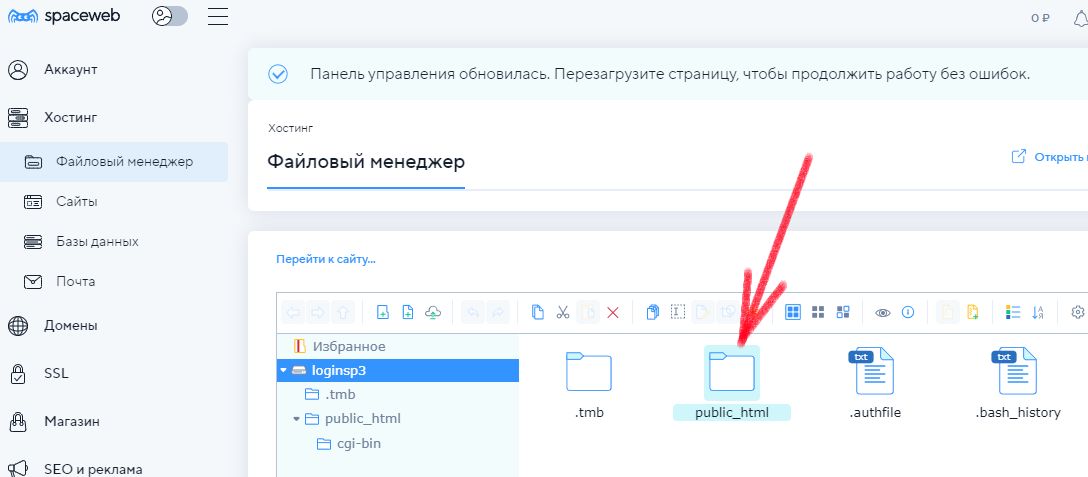 spaceweb
0 ₽
Аккаунт
Панель управления обновилась. Перезагрузите страницу, чтобы продолжить работу без ошибок.
Хостинг
Хостинг
Файловый менеджер
Файловый менеджер
Открыть
Сайты
Базы данных
Почта
Перейти к сайту...
Домены
Избранное
loginsp3
SSL
.tmb
public_html
cgi-bin
txt
txt
.tmb
public_html
.authfile
.bash_history
Магазин
SEO и реклама